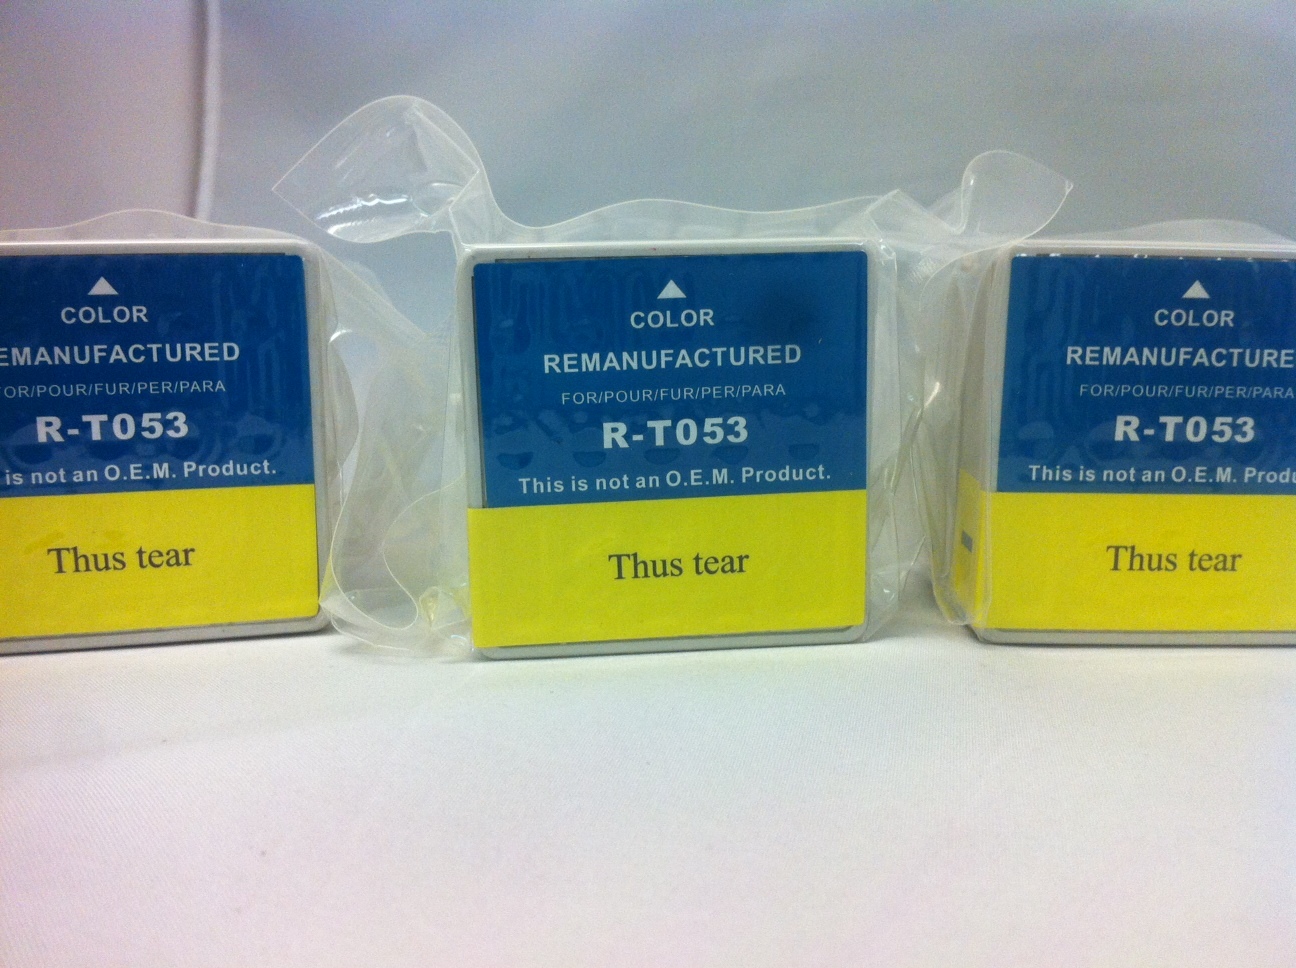 COLOR
EMANUFACTURED
OR/POUR/FUR/PER/PARA
R-T053
is not an O.E.M. Product.
Thus tear
COLOR
REMANUFACTURED
FOR/POUR/FUR/PER/PARA
R-T053
This is not an O.E.M. Product.
Thus tear
COLOR
REMANUFACTURE
FOR/POUR/FUR/PER/PARA
R-T053
This is not an O.E.M. Produ
Thus tear